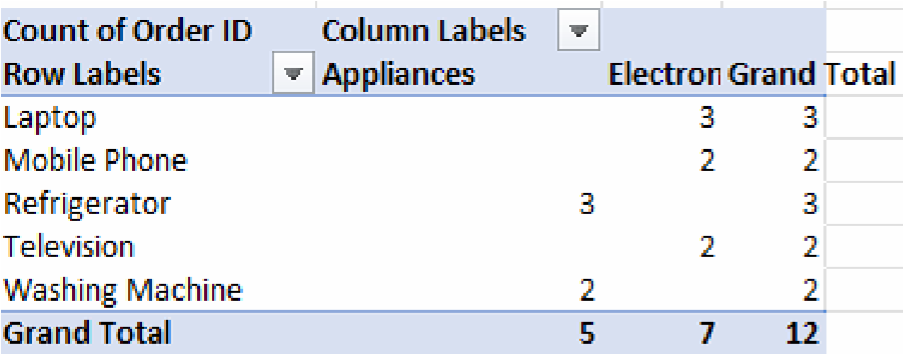 Count of Order ID Column Labels
Row Labels Appliances Electron Grand Total
Laptop 3 3
Mobile Phone 2 2
Refrigerator 3 3
Television 2 2
Washing Machine 2 2
Grand Total 5 7 12